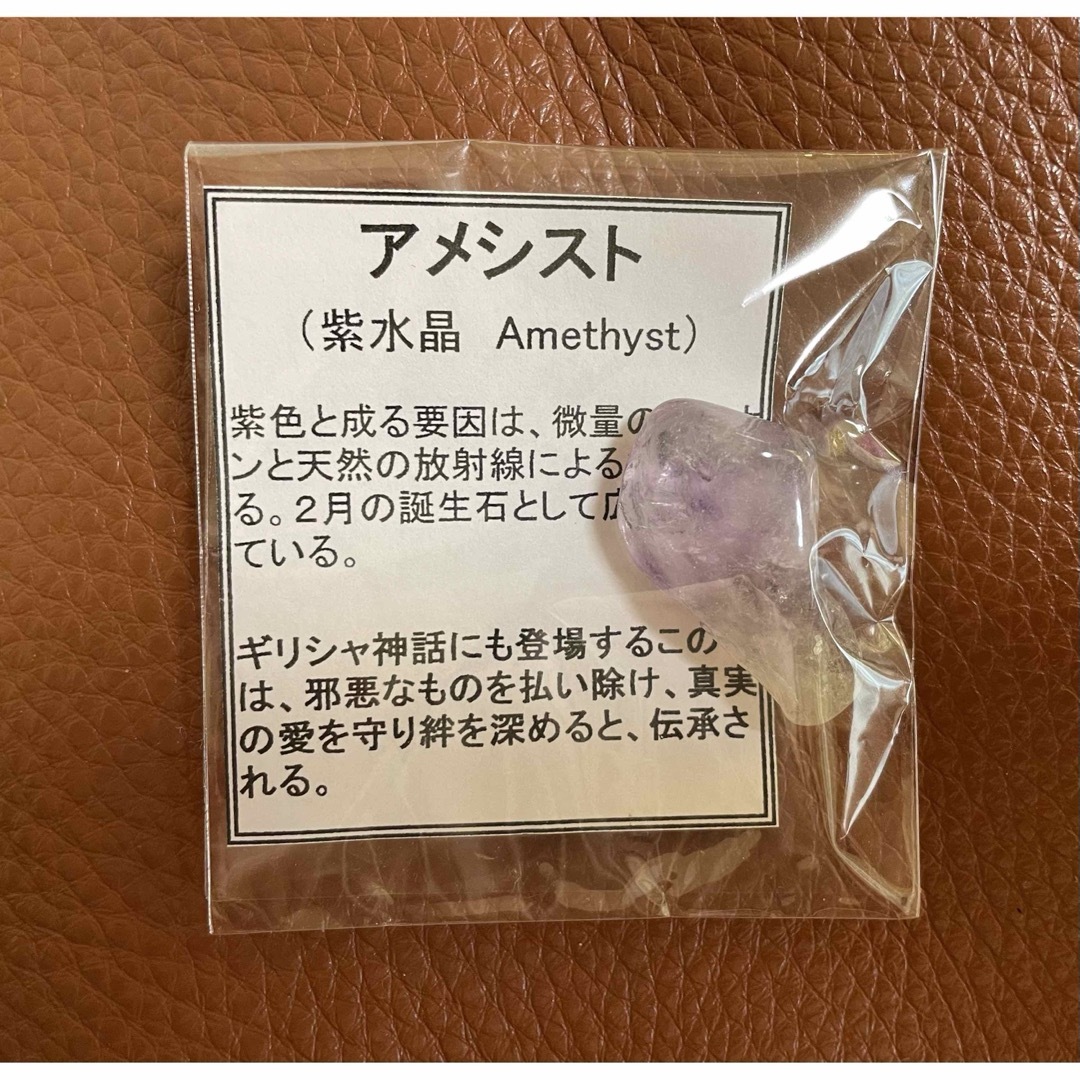 アメシスト
（紫水晶　Amethyst）
紫色と成る要因は、微量の
ンと天然の放射線による
る。２月の誕生石として広
ている。
ギリシャ神話にも登場するこの
は、邪悪なものを払い除け、真実
の愛を守り絆を深めると、伝承さ
れる。